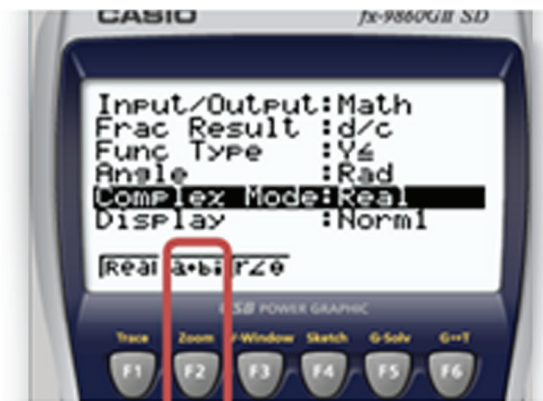 CASIO fx-9860GII SD
Input/Output:Math
Frac Result :d/c
Func Type :Y≤
Angle :Rad
Complex Mode:Real
Display :Norm1
Real a+bi r∠θ
USB POWER GRAPHIC
Trace Zoom V-Window Sketch G-Solv G↔T
F1 F2 F3 F4 F5 F6